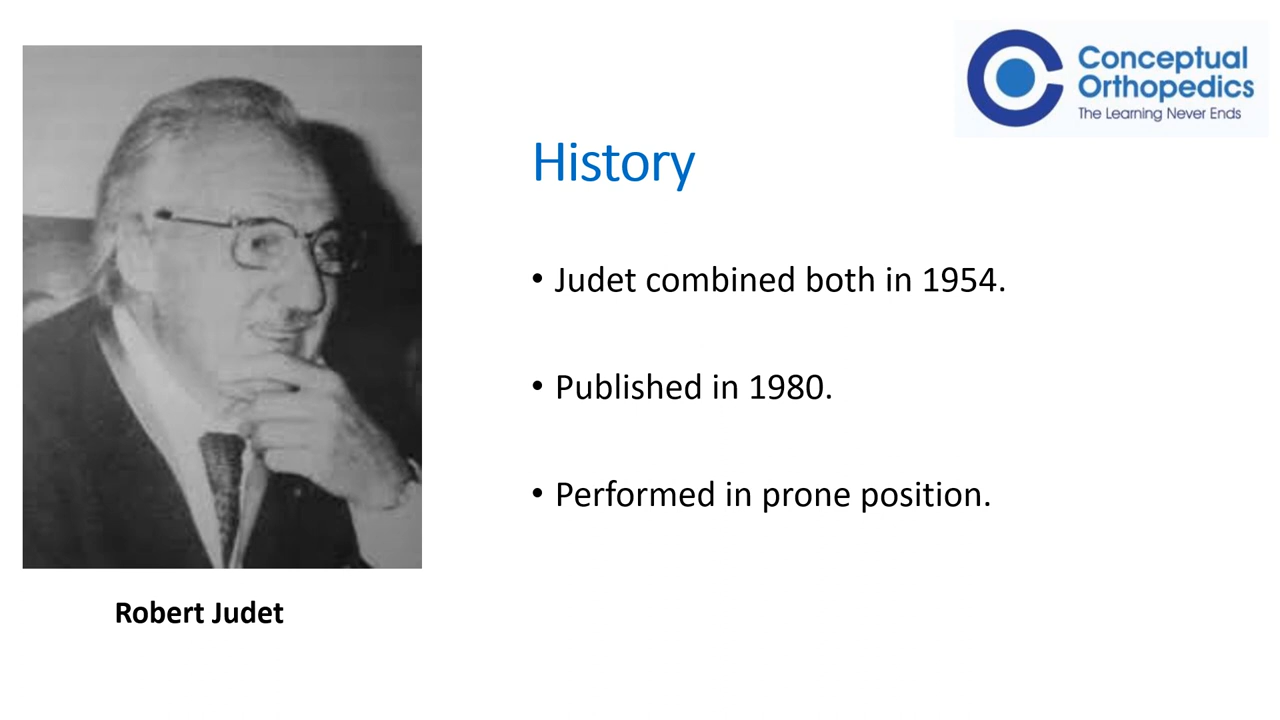 Conceptual
Orthopedics
The Learning Never Ends
History
• Judet combined both in 1954.
• Published in 1980.
• Performed in prone position.
Robert Judet